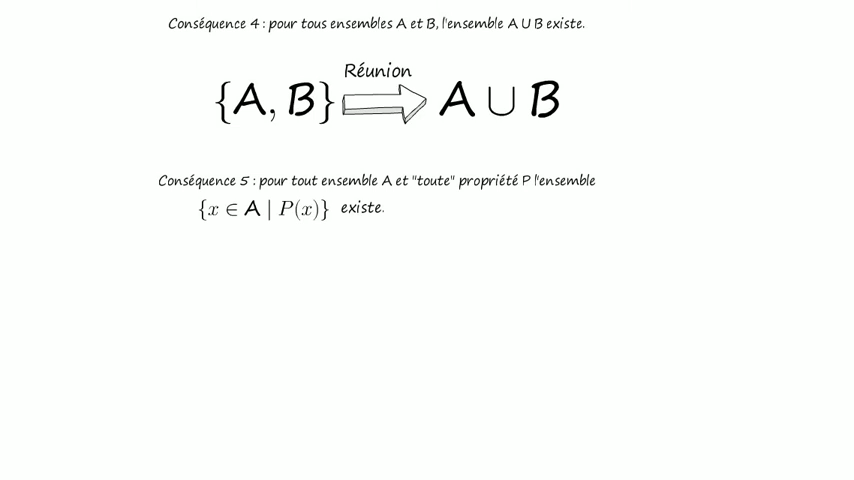 Conséquence 4 : pour tous ensembles A et B, l'ensemble A U B existe.
Réunion
{A, B} A ∪ B
Conséquence 5 : pour tout ensemble A et "toute" propriété P l'ensemble
{x ∈ A | P(x)} existe.